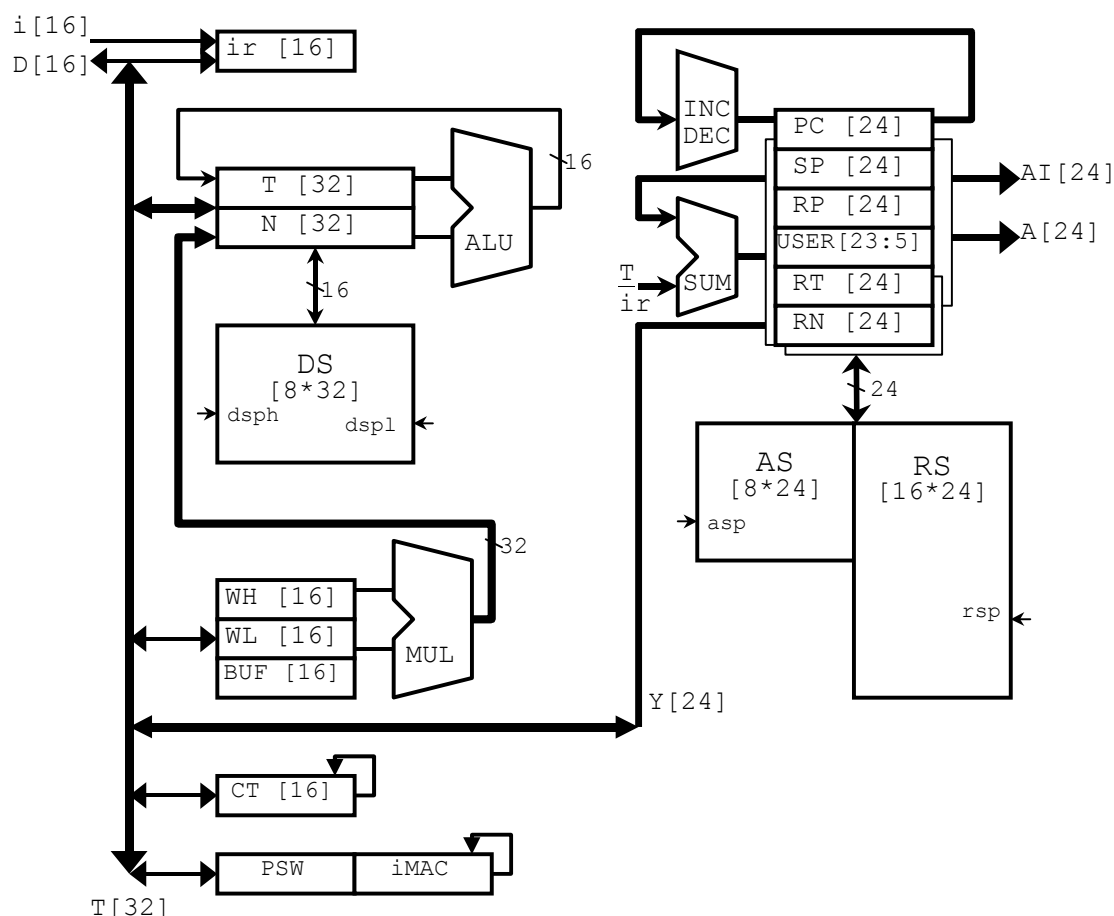 i[16]
D[16]
ir [16]
T [32]
N [32]
ALU
16
16
DS
[8*32]
dsph
dspl
32
WH [16]
WL [16]
BUF [16]
MUL
CT [16]
PSW
iMAC
T[32]
INC
DEC
PC [24]
SP [24]
RP [24]
USER[23:5]
RT [24]
RN [24]
AI[24]
A[24]
T
ir
SUM
24
AS
[8*24]
asp
RS
[16*24]
rsp
Y[24]